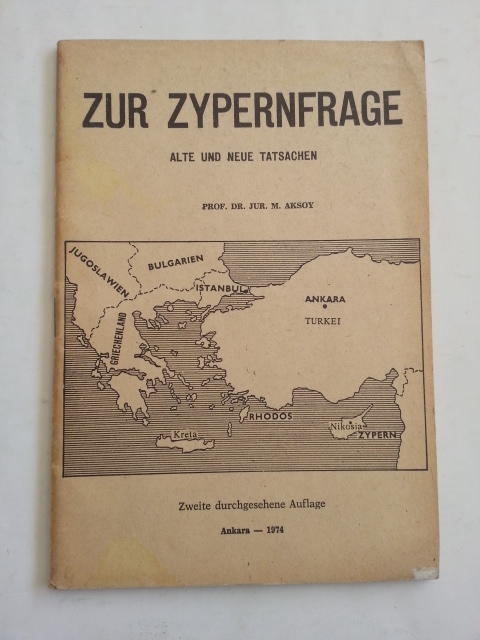 ZUR ZYPERNFRAGE
ALTE UND NEUE TATSACHEN
PROF. DR. JUR. M. AKSOY
JUGOSLAWIEN
BULGARIEN
ISTANBUL
ANKARA
TURKEI
GRIECHENLAND
RHODOS
Kreta
Nikosia
ZYPERN
Zweite durchgesehene Auflage
Ankara — 1974